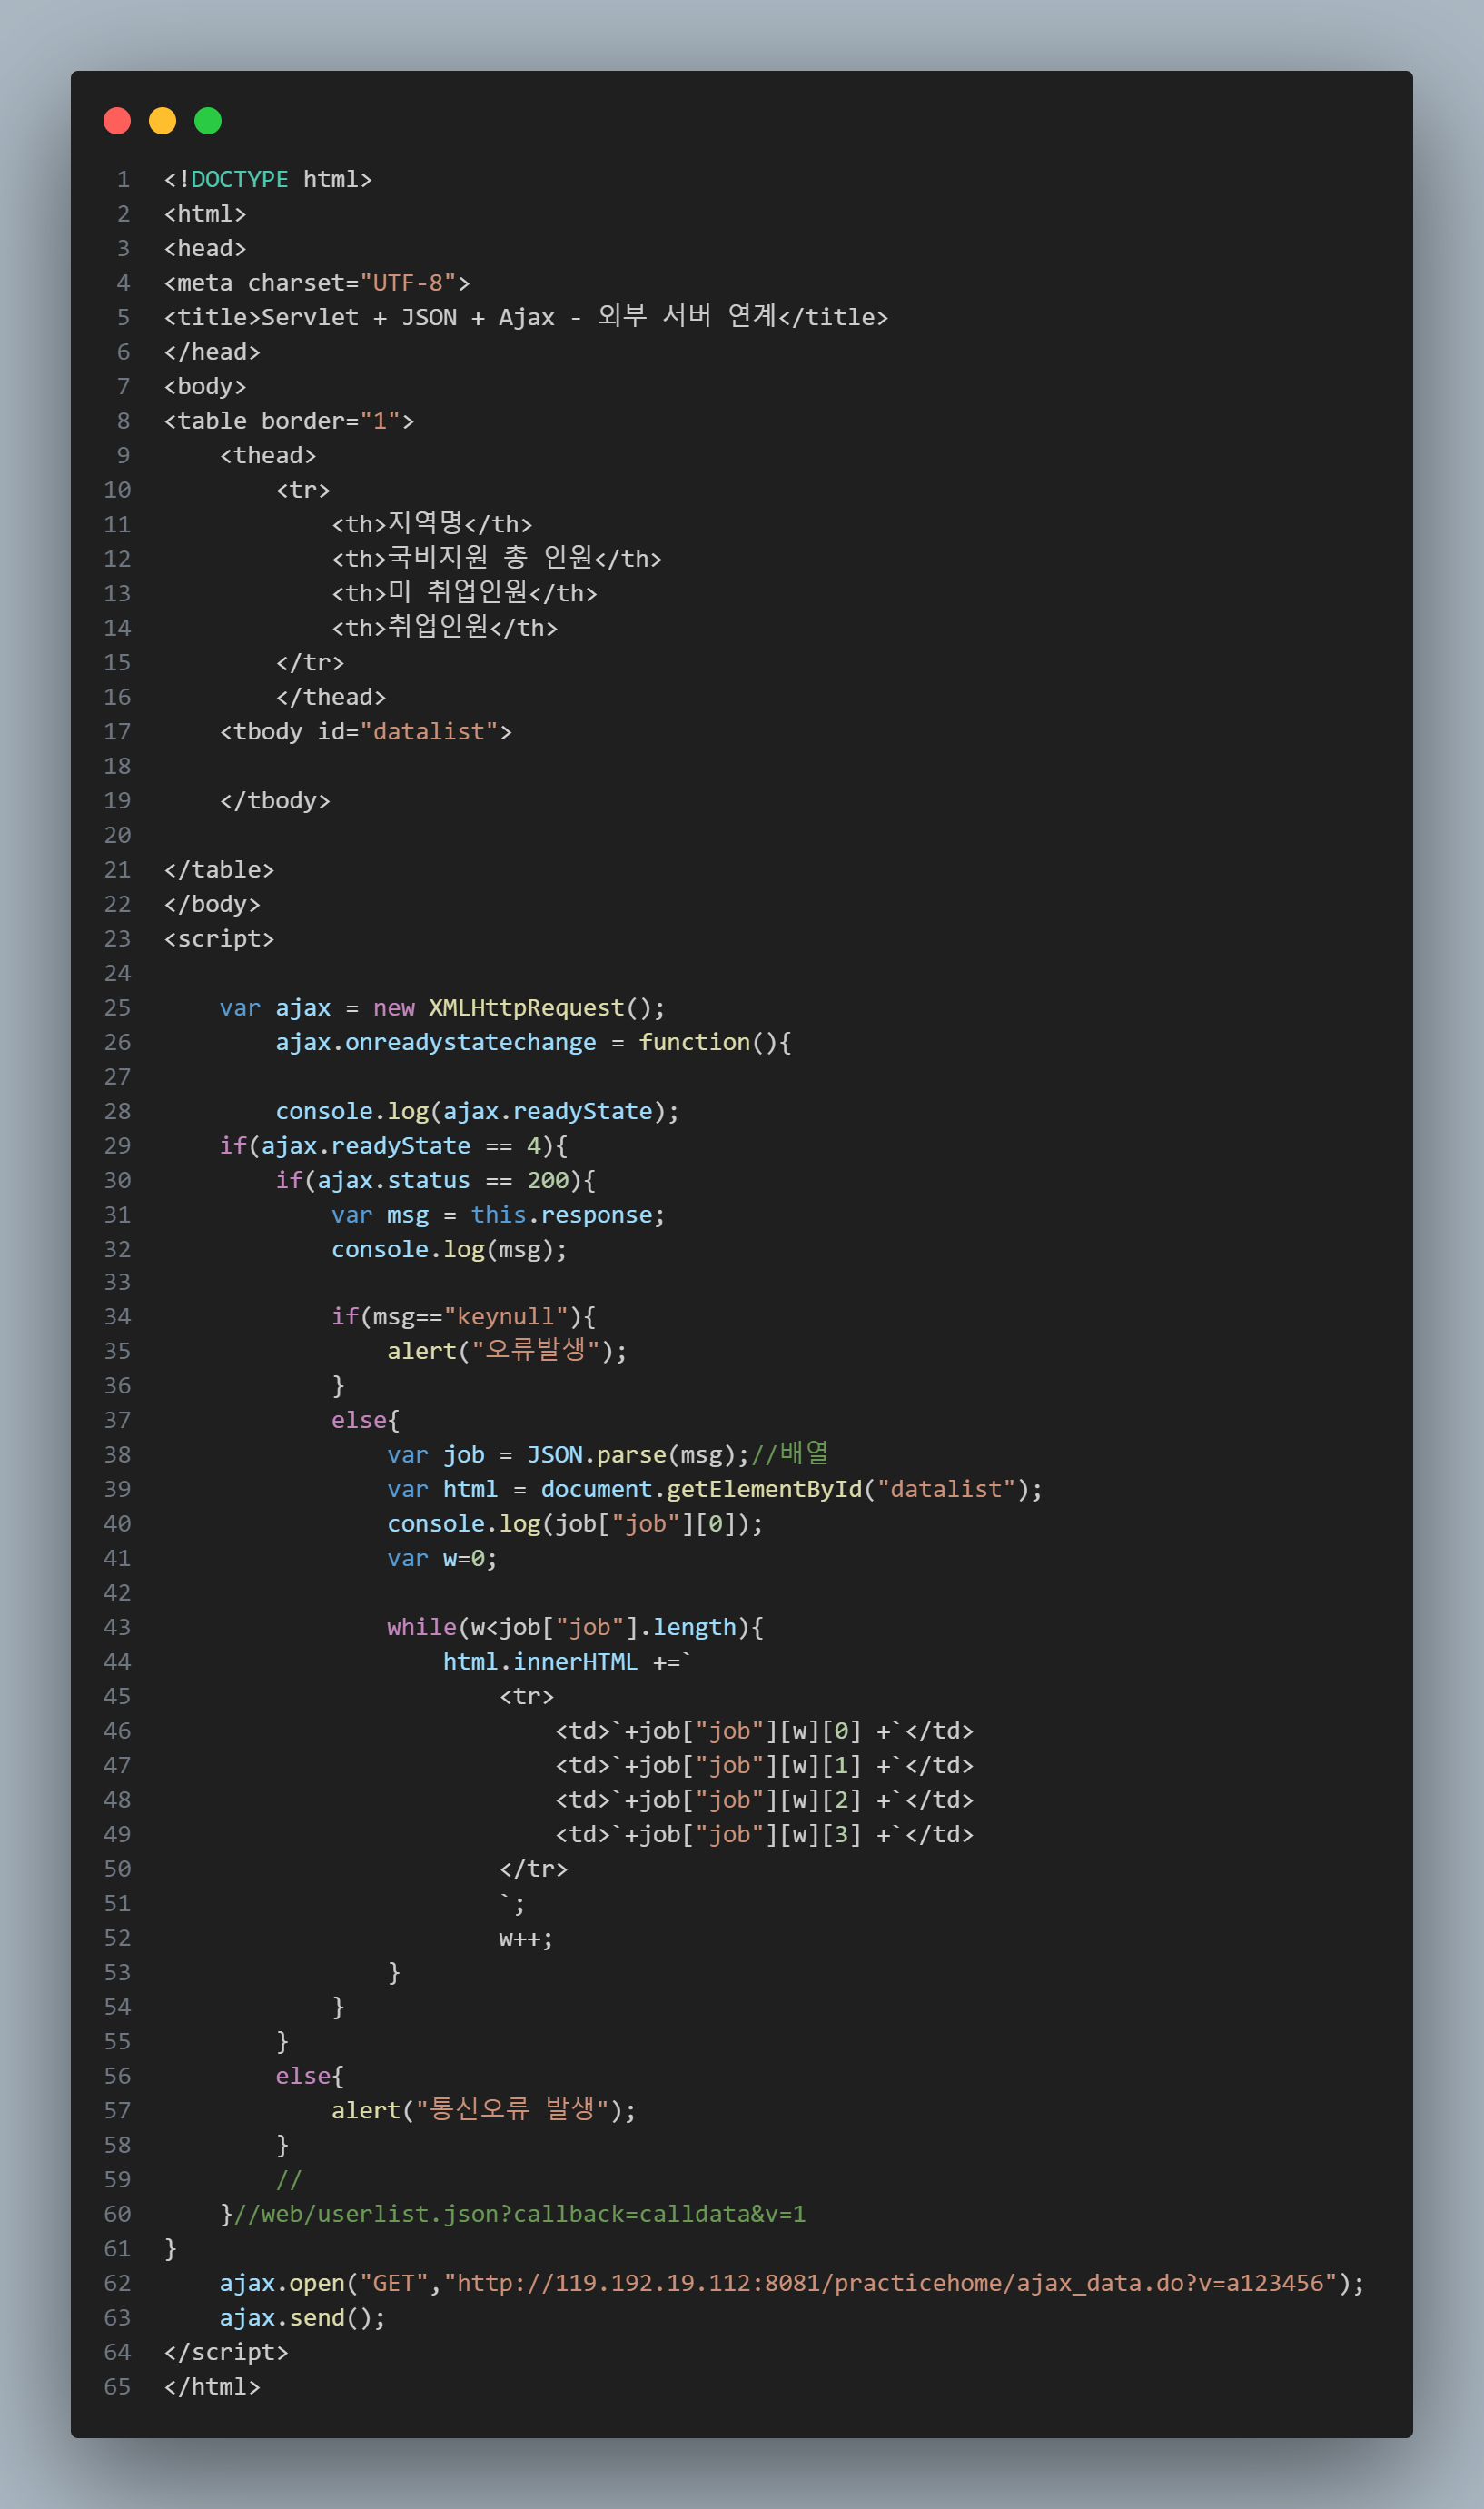 1 <!DOCTYPE html>
2 <html>
3 <head>
4 <meta charset="UTF-8">
5 <title>Servlet + JSON + Ajax - 외부 서버 연계</title>
6 </head>
7 <body>
8 <table border="1">
9     <thead>
10         <tr>
11             <th>지역명</th>
12             <th>국비지원 총 인원</th>
13             <th>미 취업인원</th>
14             <th>취업인원</th>
15         </tr>
16         </thead>
17     <tbody id="datalist">
18
19     </tbody>
20
21 </table>
22 </body>
23 <script>
24
25     var ajax = new XMLHttpRequest();
26         ajax.onreadystatechange = function(){
27
28         console.log(ajax.readyState);
29     if(ajax.readyState == 4){
30         if(ajax.status == 200){
31             var msg = this.response;
32             console.log(msg);
33
34             if(msg=="keynull"){
35                 alert("오류발생");
36             }
37             else{
38                 var job = JSON.parse(msg);//배열
39                 var html = document.getElementById("datalist");
40                 console.log(job["job"][0]);
41                 var w=0;
42
43                 while(w<job["job"].length){
44                     html.innerHTML +=`
45                         <tr>
46                             <td>`+job["job"][w][0] +`</td>
47                             <td>`+job["job"][w][1] +`</td>
48                             <td>`+job["job"][w][2] +`</td>
49                             <td>`+job["job"][w][3] +`</td>
50                         </tr>
51                         `;
52                         w++;
53                 }
54             }
55         }
56         else{
57             alert("통신오류 발생");
58         }
59         //
60     }//web/userlist.json?callback=calldata&v=1
61 }
62     ajax.open("GET","http://119.192.19.112:8081/practicehome/ajax_data.do?v=a123456");
63     ajax.send();
64 </script>
65 </html>